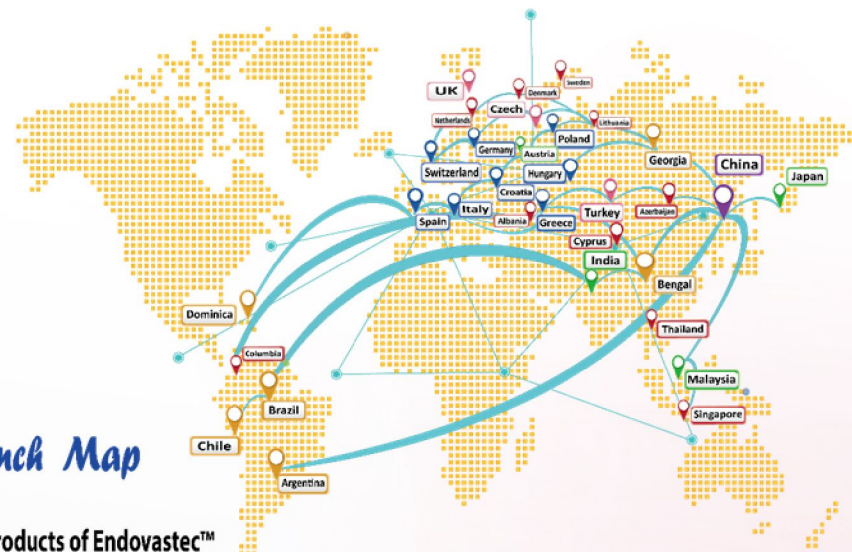 UK
Sweden
Denmark
Czech
Netherlands
Lithuania
Poland
Germany
Austria
Georgia
China
Switzerland
Hungary
Japan
Croatia
Italy
Spain
Albania
Greece
Turkey
Azerbaijan
Cyprus
India
Bengal
Dominica
Thailand
Columbia
Malaysia
Brazil
Singapore
Chile
Argentina
nch Map
roducts of Endovastec™